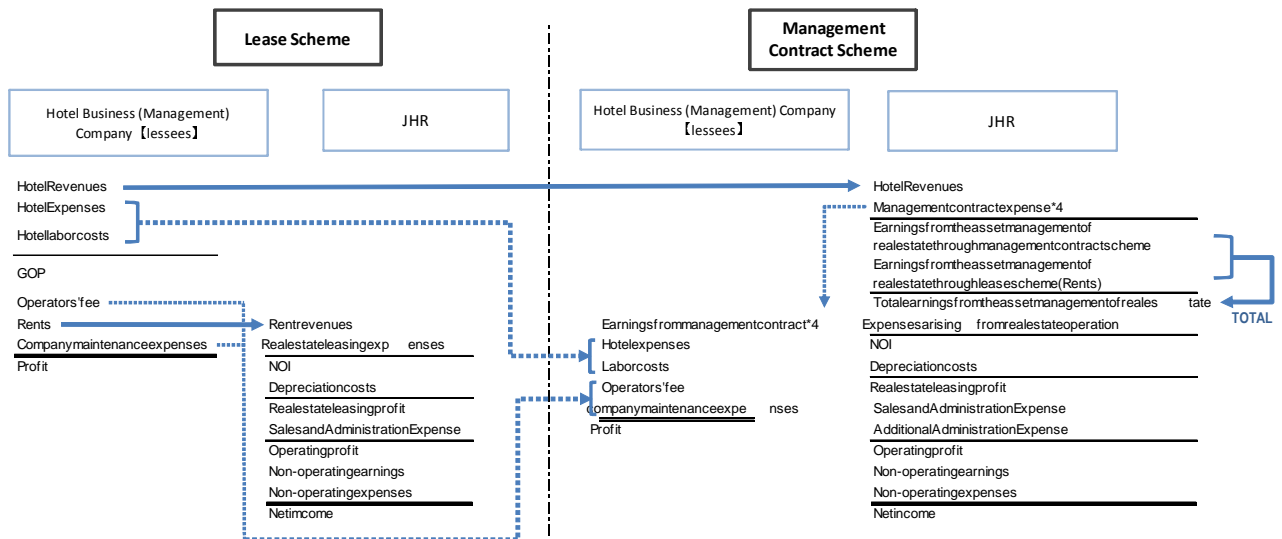 Lease Scheme
Management
Contract Scheme
Hotel Business (Management)
Company【lessees】
JHR
Hotel Business (Management) Company
【lessees】
JHR
HotelRevenues
HotelExpenses
Hotellaborcosts
GOP
Operators'fee
Rents
Companymaintenanceexpenses
Profit
Rentrevenues
Realestateleasingexp enses
NOI
Depreciationcosts
Realestateleasingprofit
SalesandAdministrationExpense
Operatingprofit
Non-operatingearnings
Non-operatingexpenses
Netimcome
Earningsfrommanagementcontract*4
Hotelexpenses
Laborcosts
Operators'fee
companymaintenanceexpe nses
Profit
HotelRevenues
Managementcontractexpense*4
Earningsfromtheassetmanagementof
realestatethroughmanagementcontractscheme
Earningsfromtheassetmanagementof
realestatethroughleasescheme(Rents)
Totalearningsfromtheassetmanagementofreales tate
TOTAL
Expensesarising fromrealestateoperation
NOI
Depreciationcosts
Realestateleasingprofit
SalesandAdministrationExpense
AdditionalAdministrationExpense
Operatingprofit
Non-operatingearnings
Non-operatingexpenses
Netincome